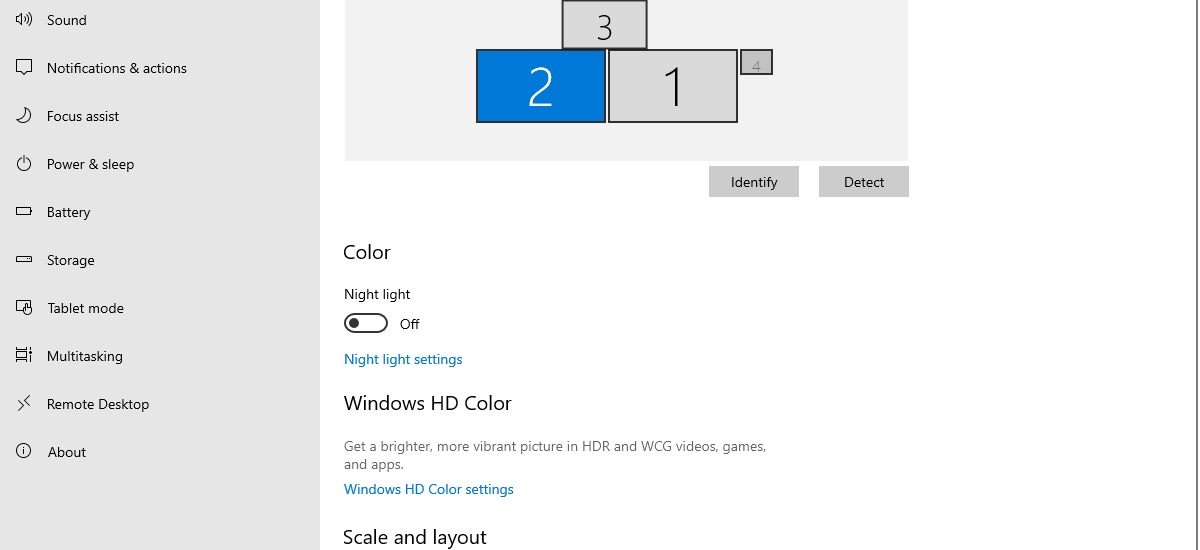 Sound
Notifications & actions
Focus assist
Power & sleep
Battery
Storage
Tablet mode
Multitasking
Remote Desktop
About
3
2
1
4
Identify
Detect
Color
Night light
Off
Night light settings
Windows HD Color
Get a brighter, more vibrant picture in HDR and WCG videos, games,
and apps.
Windows HD Color settings
Scale and layout